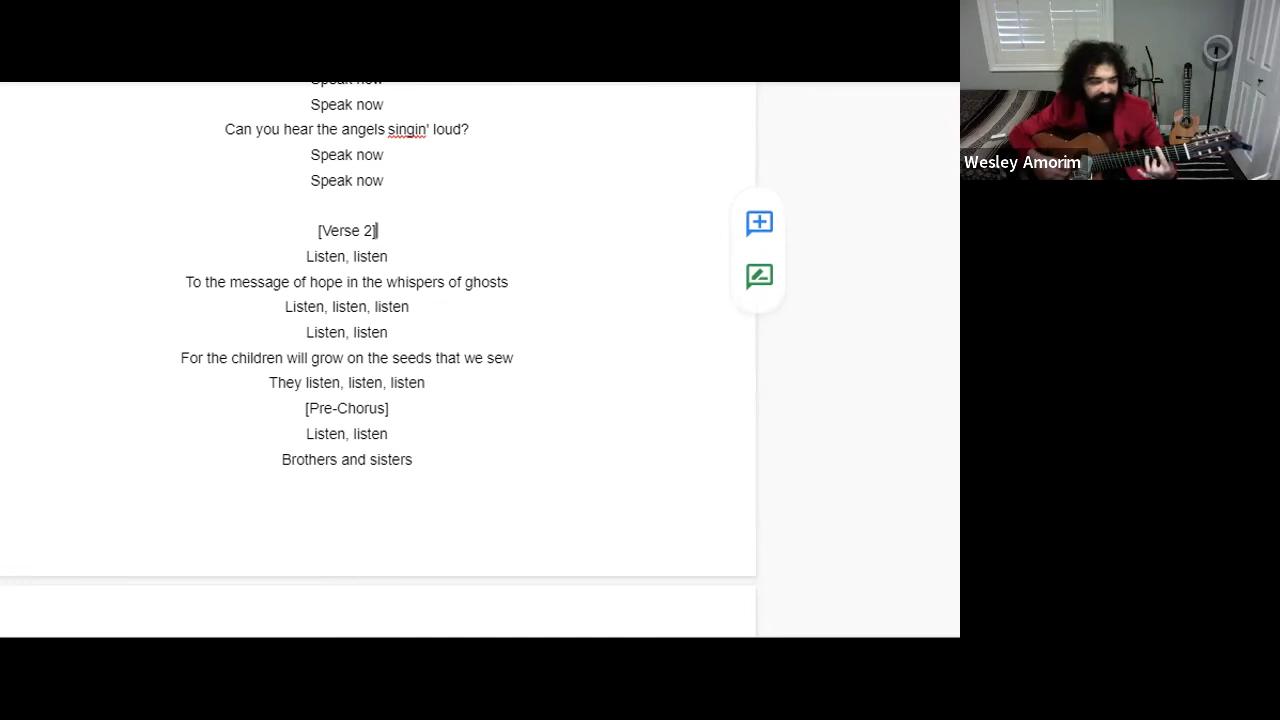 Speak now
Speak now
Can you hear the angels singin' loud?
Speak now
Speak now
[Verse 2]
Listen, listen
To the message of hope in the whispers of ghosts
Listen, listen, listen
Listen, listen
For the children will grow on the seeds that we sew
They listen, listen, listen
[Pre-Chorus]
Listen, listen
Brothers and sisters
Wesley Amorim